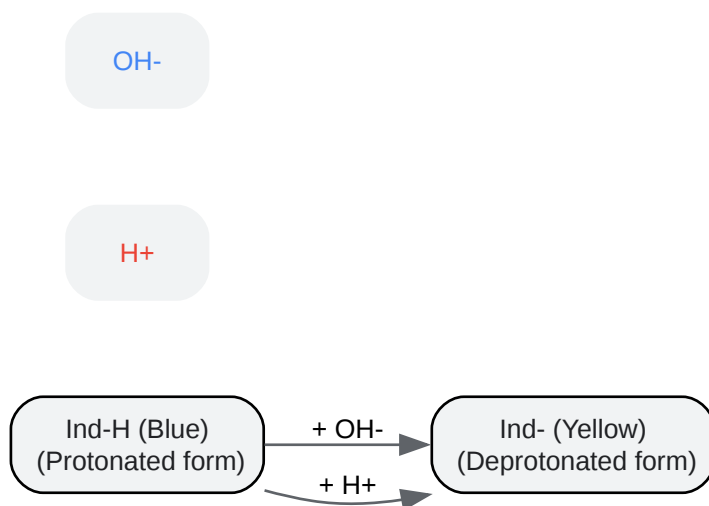 OH-
H+
Ind-H (Blue)
(Protonated form)
+ OH-
+ H+
Ind- (Yellow)
(Deprotonated form)